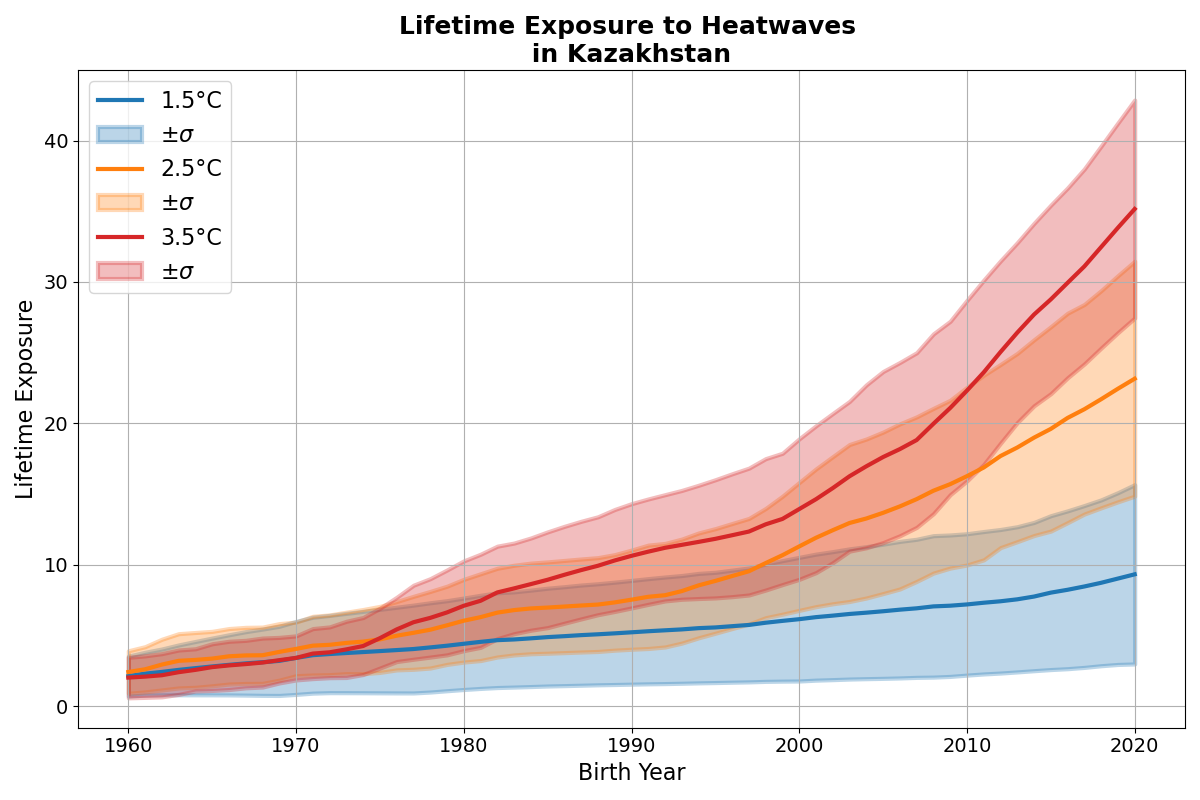 Lifetime Exposure to Heatwaves
in Kazakhstan
1.5°C
±σ
2.5°C
±σ
3.5°C
±σ
Lifetime Exposure
40
30
20
10
0
1960 1970 1980 1990 2000 2010 2020
Birth Year